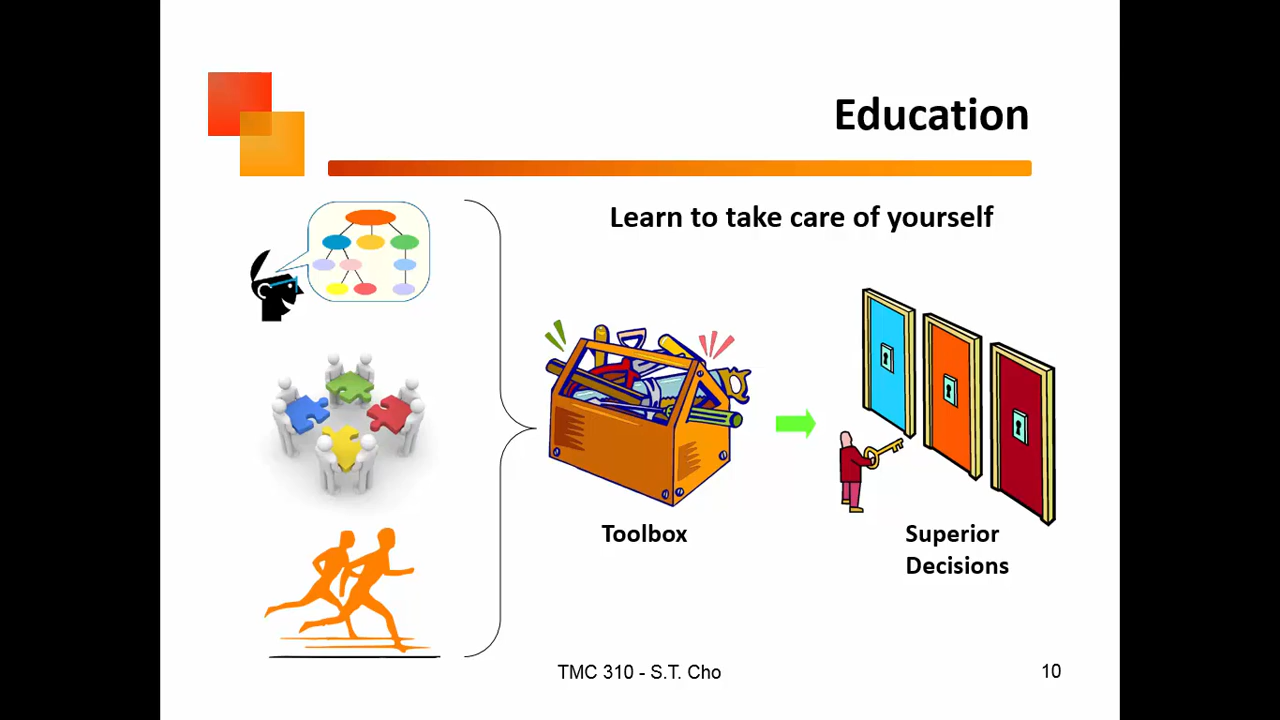 Education
Learn to take care of yourself
Toolbox
Superior
Decisions
TMC 310 - S.T. Cho
10